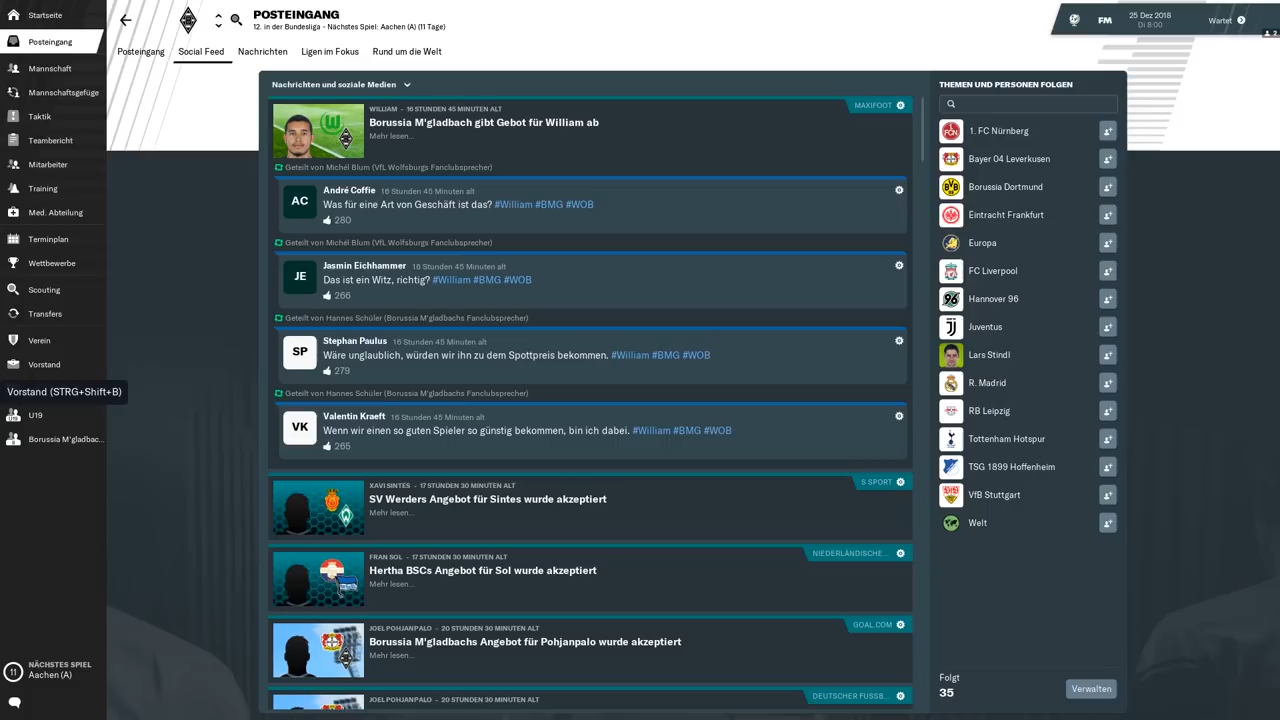 Startseite
Posteingang
Mannschaft
Mannschaftsgefüge
Taktik
Teambericht
Mitarbeiter
Training
Med. Abteilung
Terminplan
Wettbewerbe
Scouting
Transfers
Verein
Vorstand
Vorstand (STRG+Shift+B)
U19
Borussia M'gladbac...
11
NÄCHSTES SPIEL
Aachen (A)
POSTEINGANG
12. in der Bundesliga - Nächstes Spiel: Aachen (A) (11 Tage)
FM
25 Dez 2018
Di 8:00
Wartet
2
Posteingang
Social Feed
Nachrichten
Ligen im Fokus
Rund um die Welt
Nachrichten und soziale Medien
WILLIAM - 16 STUNDEN 45 MINUTEN ALT
MAXIFOOT
Borussia M'gladbach gibt Gebot für William ab
Mehr lesen...
Geteilt von Michél Blum (VfL Wolfsburgs Fanclubsprecher)
AC
André Coffie 16 Stunden 45 Minuten alt
Was für eine Art von Geschäft ist das? #William #BMG #WOB
280
Geteilt von Michél Blum (VfL Wolfsburgs Fanclubsprecher)
JE
Jasmin Eichhammer 16 Stunden 45 Minuten alt
Das ist ein Witz, richtig? #William #BMG #WOB
266
Geteilt von Hannes Schüler (Borussia M'gladbachs Fanclubsprecher)
SP
Stephan Paulus 16 Stunden 45 Minuten alt
Wäre unglaublich, würden wir ihn zu dem Spottpreis bekommen. #William #BMG #WOB
279
Geteilt von Hannes Schüler (Borussia M'gladbachs Fanclubsprecher)
VK
Valentin Kraeft 16 Stunden 45 Minuten alt
Wenn wir einen so guten Spieler so günstig bekommen, bin ich dabei. #William #BMG #WOB
265
XAVI SINTES - 17 STUNDEN 30 MINUTEN ALT
S SPORT
SV Werders Angebot für Sintes wurde akzeptiert
Mehr lesen...
FRAN SOL - 17 STUNDEN 30 MINUTEN ALT
NIEDERLÄNDISCHE...
Hertha BSCs Angebot für Sol wurde akzeptiert
Mehr lesen...
JOEL POHJANPALO - 20 STUNDEN 30 MINUTEN ALT
GOAL.COM
Borussia M'gladbachs Angebot für Pohjanpalo wurde akzeptiert
Mehr lesen...
JOEL POHJANPALO - 20 STUNDEN 30 MINUTEN ALT
DEUTSCHER FUSSB...
THEMEN UND PERSONEN FOLGEN
1. FC Nürnberg
Bayer 04 Leverkusen
Borussia Dortmund
Eintracht Frankfurt
Europa
FC Liverpool
Hannover 96
Juventus
Lars Stindl
R. Madrid
RB Leipzig
Tottenham Hotspur
TSG 1899 Hoffenheim
VfB Stuttgart
Welt
Folgt
35
Verwalten